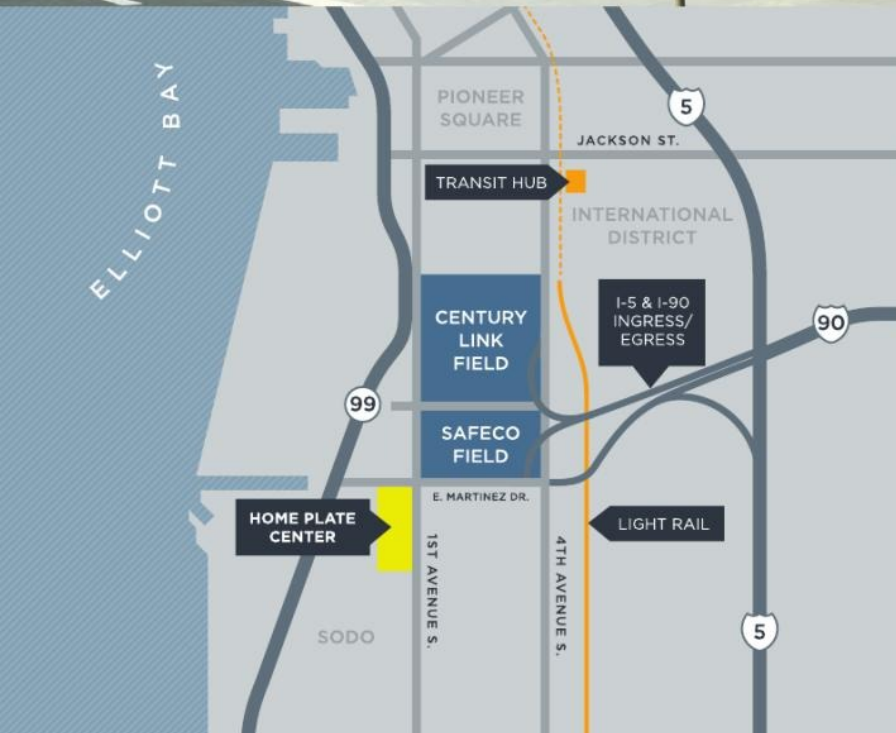 ELLIOTT BAY
PIONEER
SQUARE
5
JACKSON ST.
TRANSIT HUB
INTERNATIONAL
DISTRICT
CENTURY
LINK
FIELD
I-5 & I-90
INGRESS/
EGRESS
90
99
SAFECO
FIELD
E. MARTINEZ DR.
HOME PLATE
CENTER
LIGHT RAIL
1ST AVENUE S.
4TH AVENUE S.
SODO
5